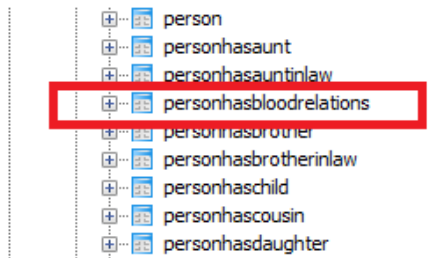 person
personhasaunt
personhasauntinlaw
personhasbloodrelations
personhasbrother
personhasbrotherinlaw
personhaschild
personhascousin
personhasdaughter